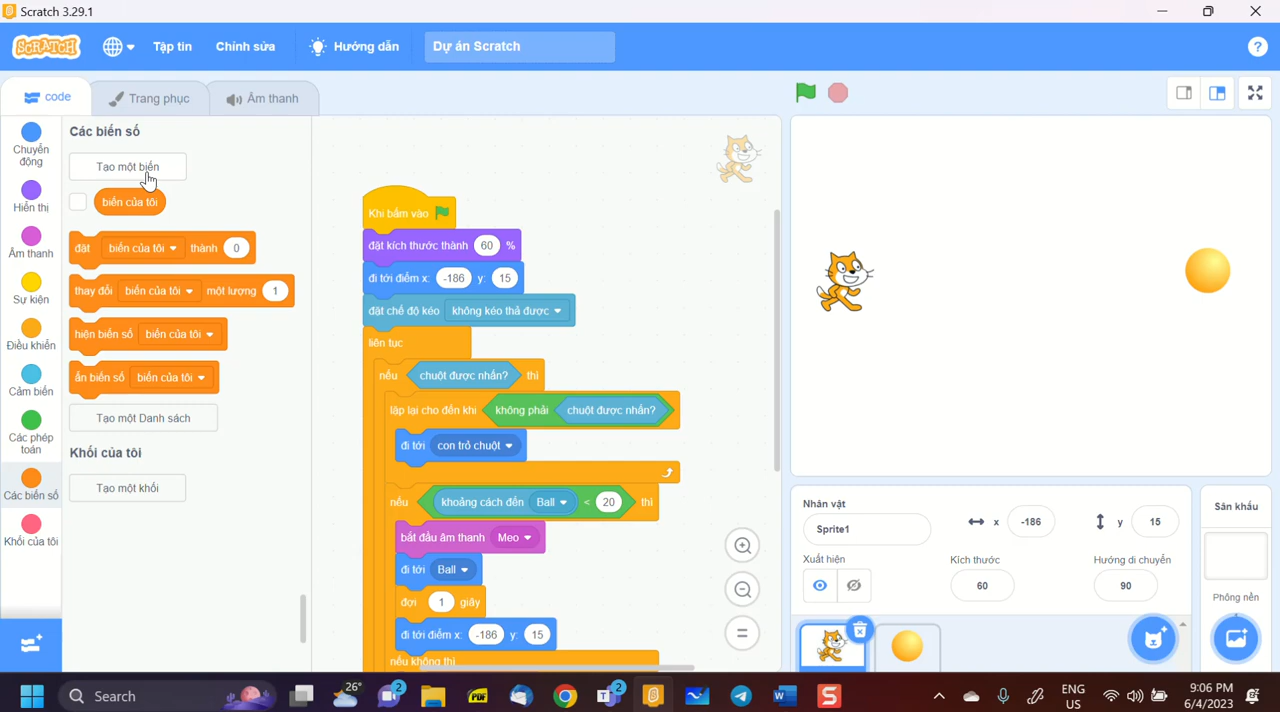 Scratch 3.29.1
SCRATCH
Tập tin
Chỉnh sửa
Hướng dẫn
Dự án Scratch
?
code
Trang phục
Âm thanh
Các biến số
Chuyển động
Hiển thị
Âm thanh
Sự kiện
Điều khiển
Cảm biến
Các phép toán
Các biến số
Khối của tôi
Tạo một biến
biến của tôi
đặt biến của tôi thành 0
thay đổi biến của tôi một lượng 1
hiện biến số biến của tôi
ẩn biến số biến của tôi
Tạo một Danh sách
Khối của tôi
Tạo một khối
Khi bấm vào
đặt kích thước thành 60 %
đi tới điểm x: -186 y: 15
đặt chế độ kéo không kéo thả được
liên tục
nếu chuột được nhấn? thì
lặp lại cho đến khi không phải chuột được nhấn?
đi tới con trỏ chuột
nếu khoảng cách đến Ball < 20 thì
bắt đầu âm thanh Meo
đi tới Ball
đợi 1 giây
đi tới điểm x: -186 y: 15
nếu không thì
Nhân vật
Sprite1
x -186
y 15
Xuất hiện
Kích thước
60
Hướng di chuyển
90
Sân khấu
Phông nền
Search
26°
2
PDF
2
ENG
US
9:06 PM
6/4/2023